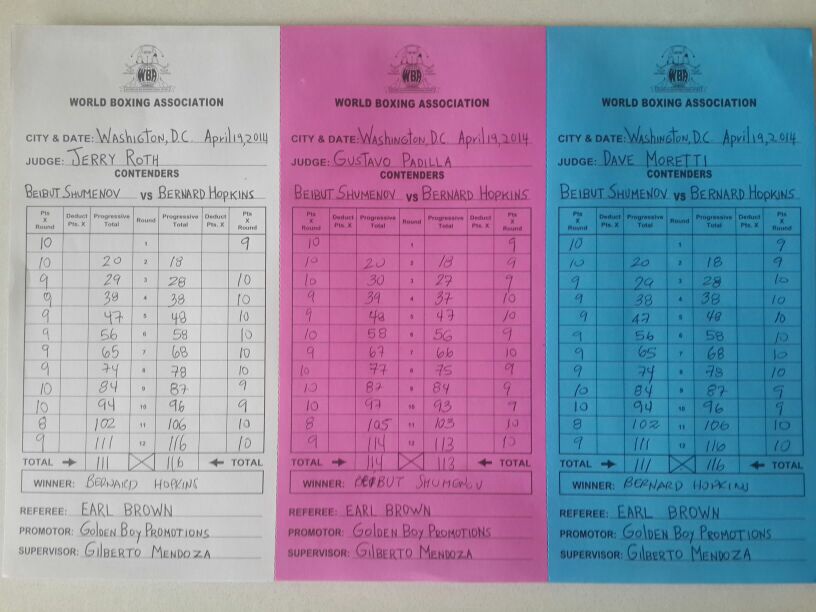 WBA
WORLD BOXING ASSOCIATION
CITY & DATE: WASHIGTON, D.C. April 19, 2014
JUDGE: JERRY ROTH
CONTENDERS
BEIBUT SHUMENOV VS BERNARD HOPKINS
Pts X Round Deduct Pts. X Progressive Total Round Progressive Total Deduct Pts. X Pts X Round
10 1 9
10 20 2 18
9 29 3 28 10
9 38 4 38 10
9 47 5 48 10
9 56 6 58 10
9 65 7 68 10
9 74 8 78 10
10 84 9 87 9
10 94 10 96 9
8 102 11 106 10
9 111 12 116 10
TOTAL 111 116 TOTAL
WINNER: BERNARD HOPKINS
REFEREE: EARL BROWN
PROMOTOR: GOLDEN BOY PROMOTIONS
SUPERVISOR: GILBERTO MENDOZA
WBA
WORLD BOXING ASSOCIATION
CITY & DATE: WASHINGTON, D.C. April 19, 2014
JUDGE: GUSTAVO PADILLA
CONTENDERS
BEIBUT SHUMENOV VS BERNARD HOPKINS
Pts X Round Deduct Pts. X Progressive Total Round Progressive Total Deduct Pts. X Pts X Round
10 1 9
10 20 2 18 9
10 30 3 27 9
9 39 4 37 10
9 48 5 47 10
10 58 6 56 9
9 67 7 66 10
10 77 8 75 9
10 87 9 84 9
10 97 10 93 9
8 105 11 103 10
9 114 12 113 10
TOTAL 114 113 TOTAL
WINNER: BEIBUT SHUMENOV
REFEREE: EARL BROWN
PROMOTOR: GOLDEN BOY PROMOTIONS
SUPERVISOR: GILBERTO MENDOZA
WBA
WORLD BOXING ASSOCIATION
CITY & DATE: WASHINGTON, D.C. April 19, 2014
JUDGE: DAVE MORETTI
CONTENDERS
BEIBUT SHUMENOV VS BERNARD HOPKINS
Pts X Round Deduct Pts. X Progressive Total Round Progressive Total Deduct Pts. X Pts X Round
10 1 9
10 20 2 18 9
9 29 3 28 10
9 38 4 38 10
9 47 5 48 10
9 56 6 58 10
9 65 7 68 10
9 74 8 78 10
10 84 9 87 9
10 94 10 96 9
8 102 11 106 10
9 111 12 116 10
TOTAL 111 116 TOTAL
WINNER: BERNARD HOPKINS
REFEREE: EARL BROWN
PROMOTOR: GOLDEN BOY PROMOTIONS
SUPERVISOR: GILBERTO MENDOZA